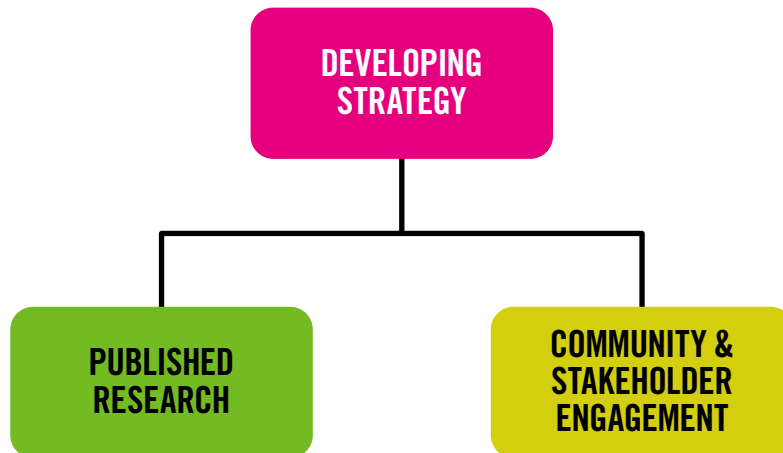 DEVELOPING
STRATEGY
PUBLISHED
RESEARCH
COMMUNITY &
STAKEHOLDER
ENGAGEMENT